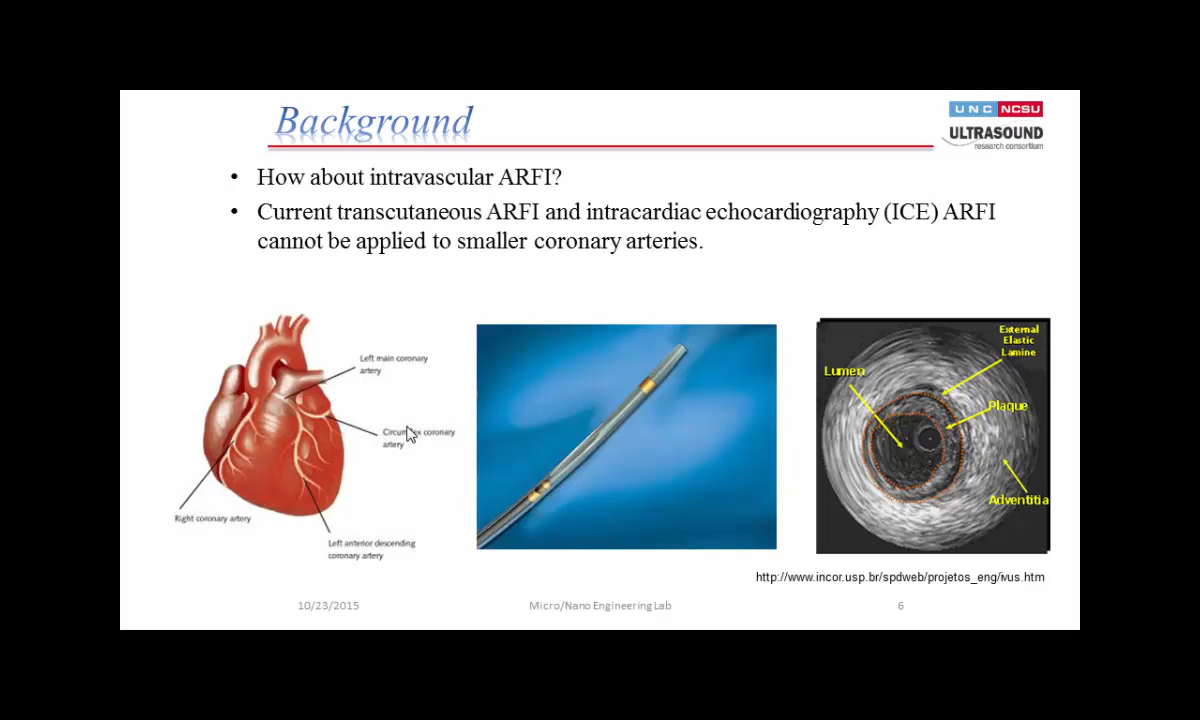 Background
UNC NCSU
ULTRASOUND
research consortium
• How about intravascular ARFI?
• Current transcutaneous ARFI and intracardiac echocardiography (ICE) ARFI
cannot be applied to smaller coronary arteries.
Left main coronary
artery
coronary
artery
Right coronary artery
Left anterior descending
coronary artery
External
Elastic
Lamine
Lumen
Plaque
Adventitia
http://www.incor.usp.br/spdweb/projetos_eng/ivus.htm
10/23/2015
Micro/Nano Engineering Lab
6